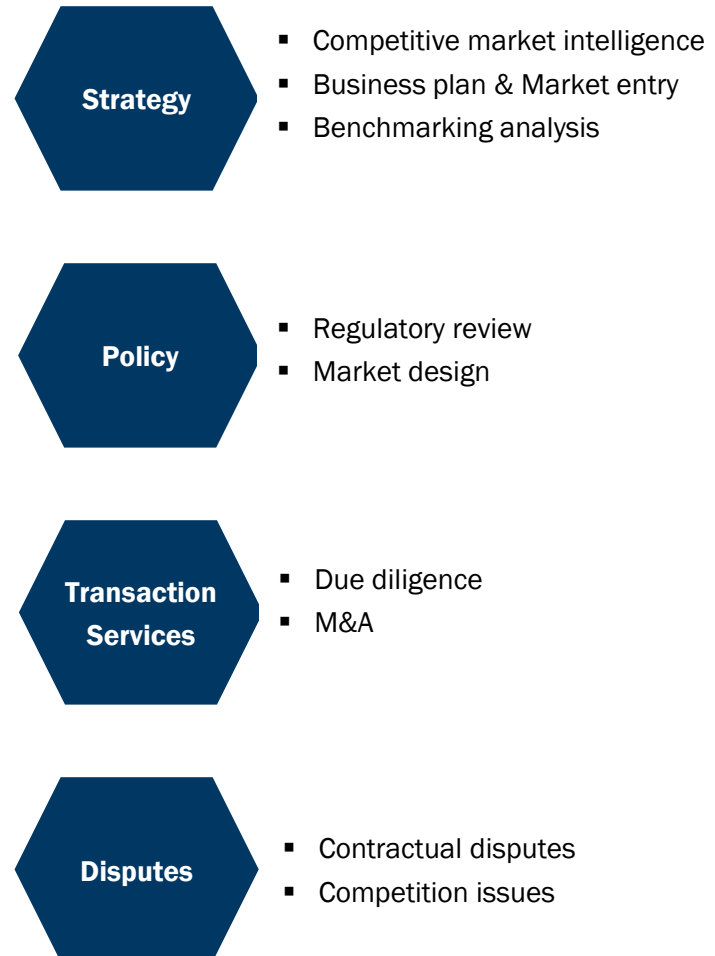 Strategy
▪ Competitive market intelligence
▪ Business plan & Market entry
▪ Benchmarking analysis
Policy
▪ Regulatory review
▪ Market design
Transaction
Services
▪ Due diligence
▪ M&A
Disputes
▪ Contractual disputes
▪ Competition issues